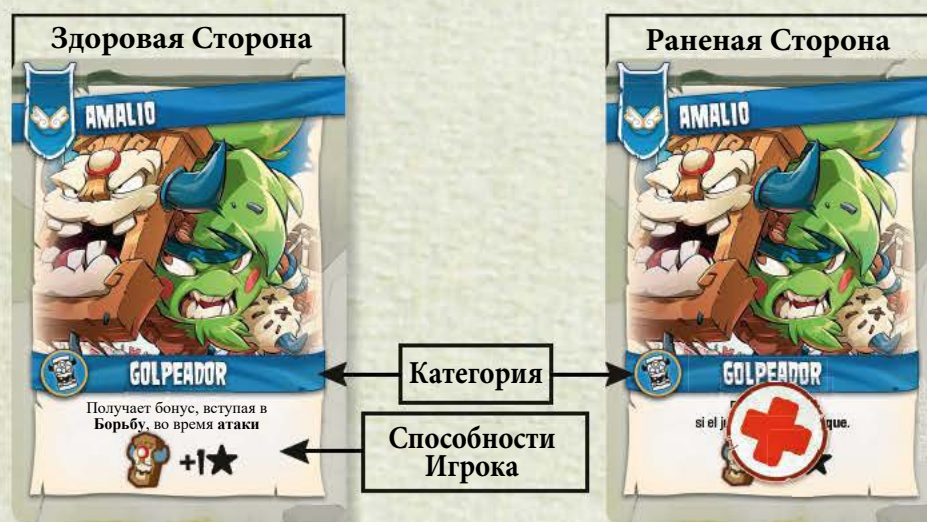 Здоровая Сторона
AMALIO
GOLPEADOR
Получает бонус, вступая в
Борьбу, во время атаки
+1
Категория
Способности
Игрока
Раненая Сторона
AMALIO
GOLPEADOR
si el que.